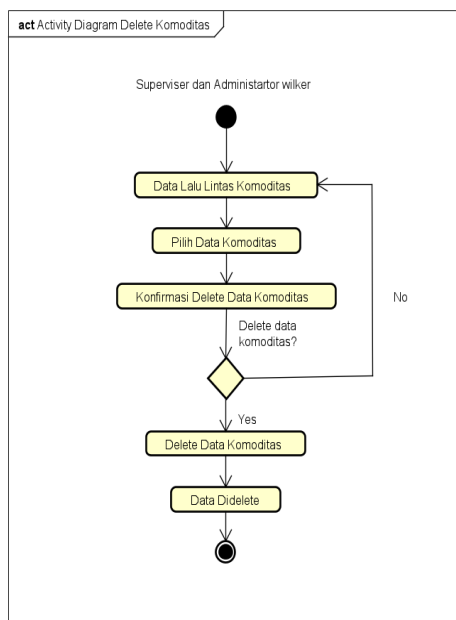 act Activity Diagram Delete Komoditas
Superviser dan Administartor wilker
Data Lalu Lintas Komoditas
Pilih Data Komoditas
Konfirmasi Delete Data Komoditas
No
Delete data
komoditas?
Yes
Delete Data Komoditas
Data Didelete